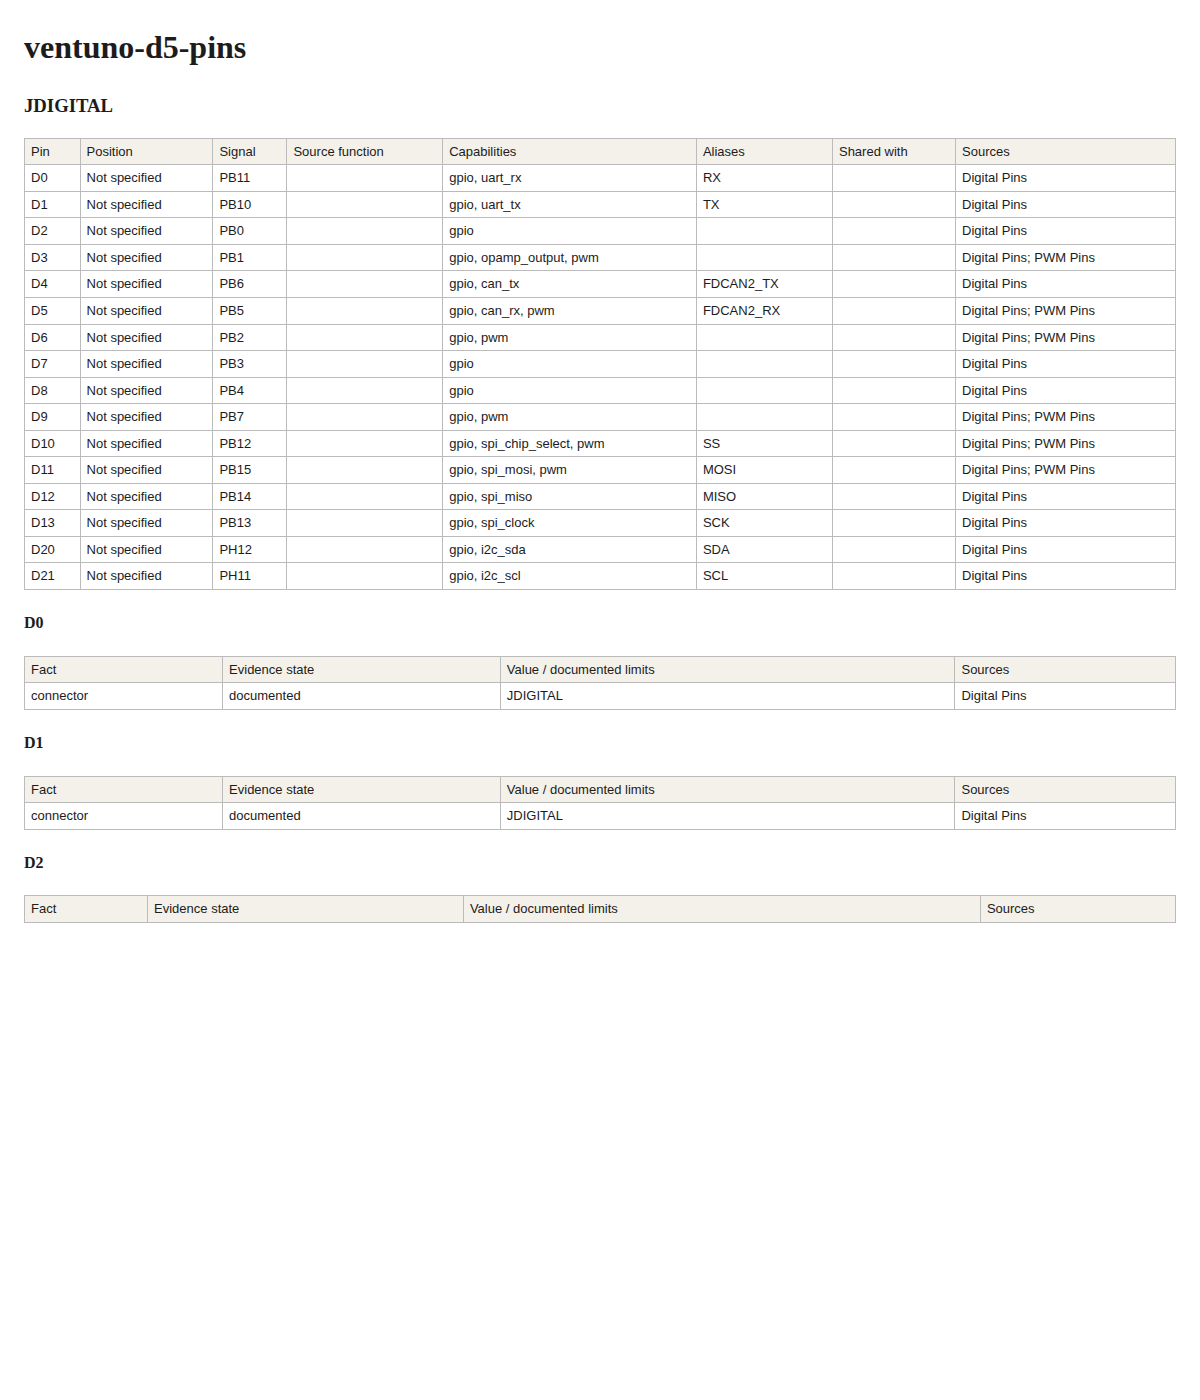 ventuno-d5-pins
JDIGITAL
Pin Position Signal Source function Capabilities Aliases Shared with Sources
D0 Not specified PB11 gpio, uart_rx RX Digital Pins
D1 Not specified PB10 gpio, uart_tx TX Digital Pins
D2 Not specified PB0 gpio Digital Pins
D3 Not specified PB1 gpio, opamp_output, pwm Digital Pins; PWM Pins
D4 Not specified PB6 gpio, can_tx FDCAN2_TX Digital Pins
D5 Not specified PB5 gpio, can_rx, pwm FDCAN2_RX Digital Pins; PWM Pins
D6 Not specified PB2 gpio, pwm Digital Pins; PWM Pins
D7 Not specified PB3 gpio Digital Pins
D8 Not specified PB4 gpio Digital Pins
D9 Not specified PB7 gpio, pwm Digital Pins; PWM Pins
D10 Not specified PB12 gpio, spi_chip_select, pwm SS Digital Pins; PWM Pins
D11 Not specified PB15 gpio, spi_mosi, pwm MOSI Digital Pins; PWM Pins
D12 Not specified PB14 gpio, spi_miso MISO Digital Pins
D13 Not specified PB13 gpio, spi_clock SCK Digital Pins
D20 Not specified PH12 gpio, i2c_sda SDA Digital Pins
D21 Not specified PH11 gpio, i2c_scl SCL Digital Pins
D0
Fact Evidence state Value / documented limits Sources
connector documented JDIGITAL Digital Pins
D1
Fact Evidence state Value / documented limits Sources
connector documented JDIGITAL Digital Pins
D2
Fact Evidence state Value / documented limits Sources